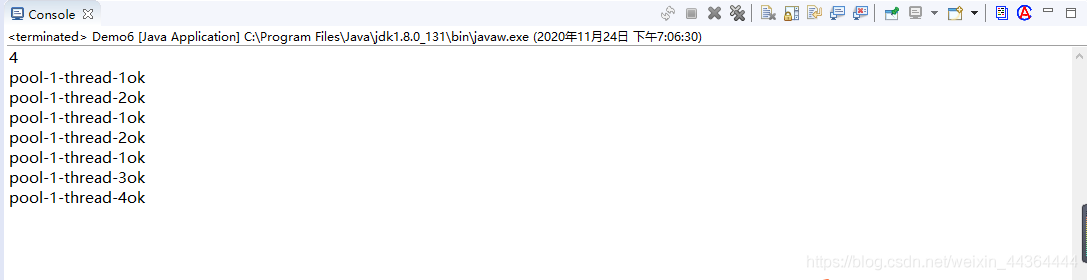 Console
<terminated> Demo6 [Java Application] C:\Program Files\Java\jdk1.8.0_131\bin\javaw.exe (2020年11月24日 下午7:06:30)
4
pool-1-thread-1ok
pool-1-thread-2ok
pool-1-thread-1ok
pool-1-thread-2ok
pool-1-thread-1ok
pool-1-thread-3ok
pool-1-thread-4ok
https://blog.csdn.net/weixin_44364444